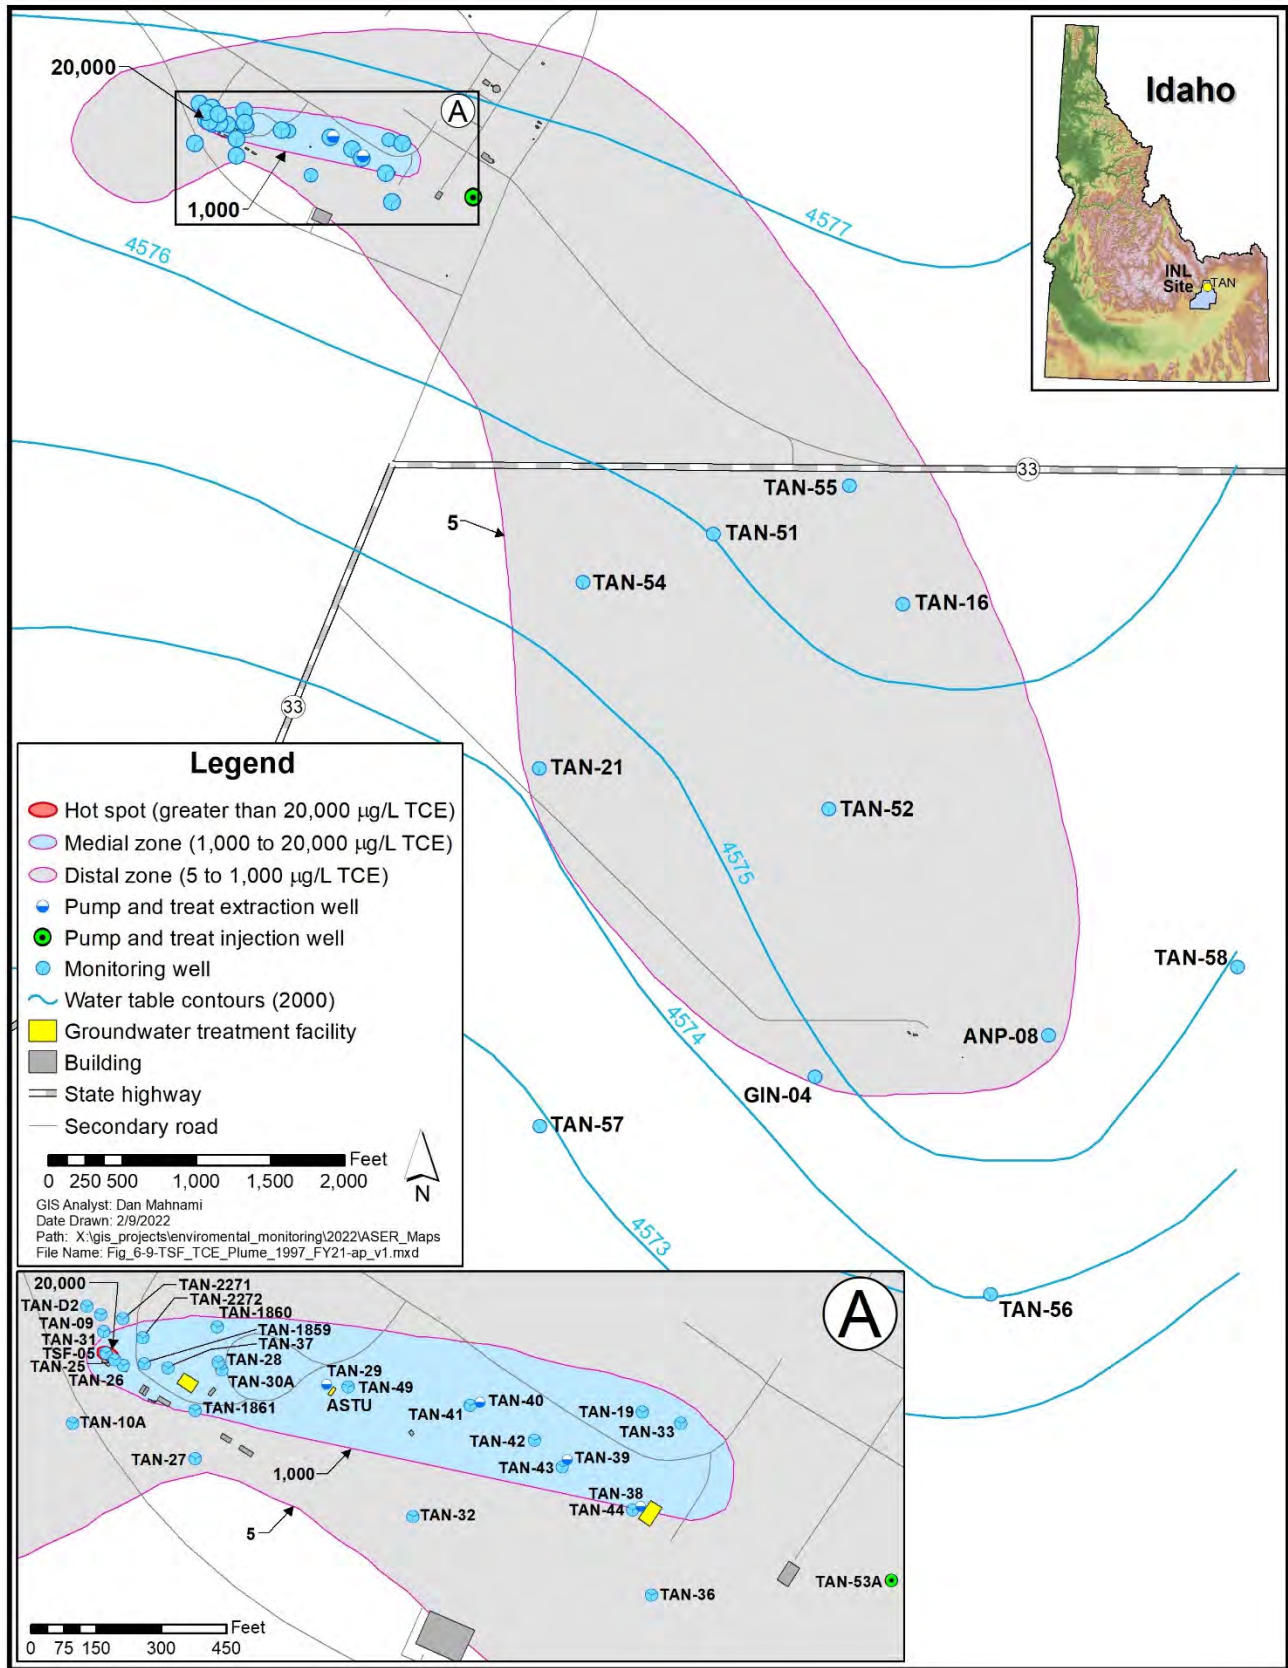 20,000
A
1,000
4576
4577
Idaho
INL
Site
TAN
33
TAN-55
5
TAN-51
TAN-54
TAN-16
33
TAN-21
TAN-52
4575
TAN-58
4574
ANP-08
GIN-04
TAN-57
4573
TAN-56
Legend
Hot spot (greater than 20,000 µg/L TCE)
Medial zone (1,000 to 20,000 µg/L TCE)
Distal zone (5 to 1,000 µg/L TCE)
Pump and treat extraction well
Pump and treat injection well
Monitoring well
Water table contours (2000)
Groundwater treatment facility
Building
State highway
Secondary road
Feet
0 250 500 1,000 1,500 2,000
N
GIS Analyst: Dan Mahnami
Date Drawn: 2/9/2022
Path: X:\gis_projects\enviromental_monitoring\2022\ASER_Maps
File Name: Fig_6-9-TSF_TCE_Plume_1997_FY21-ap_v1.mxd
20,000
TAN-2271
TAN-D2
TAN-2272
TAN-1860
TAN-09
TAN-1859
TAN-31
TAN-37
TSF-05
TAN-28
TAN-25
TAN-29
TAN-26
TAN-30A
TAN-49
ASTU
TAN-40
TAN-41
TAN-19
TAN-1861
TAN-10A
TAN-33
TAN-42
TAN-27
TAN-39
TAN-43
1,000
TAN-38
TAN-44
TAN-32
5
TAN-53A
TAN-36
A
Feet
0 75 150 300 450